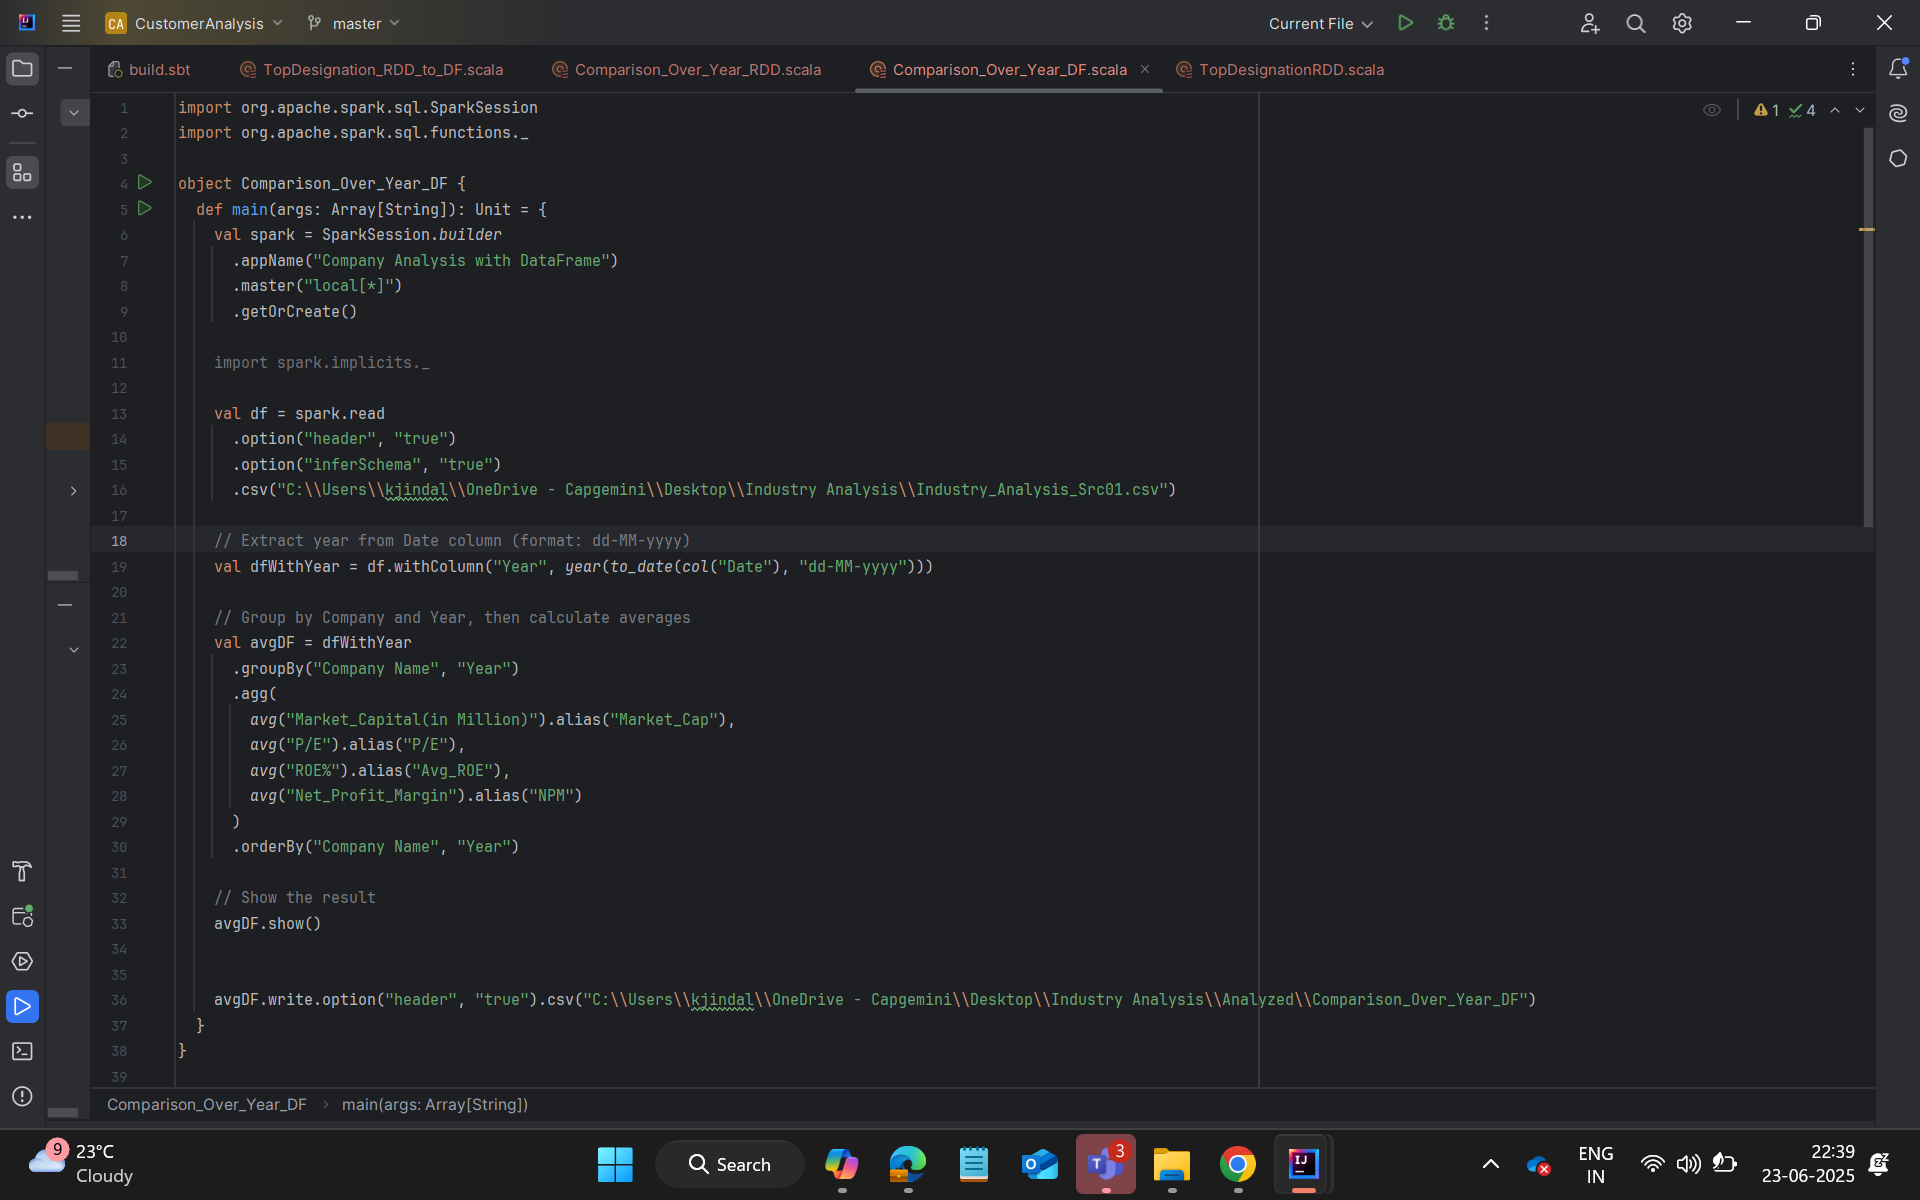 CA CustomerAnalysis master Current File
build.sbt TopDesignation_RDD_to_DF.scala Comparison_Over_Year_RDD.scala Comparison_Over_Year_DF.scala TopDesignationRDD.scala
1 import org.apache.spark.sql.SparkSession 1 4
2 import org.apache.spark.sql.functions._
3
4 object Comparison_Over_Year_DF {
5 def main(args: Array[String]): Unit = {
6 val spark = SparkSession.builder
7 .appName("Company Analysis with DataFrame")
8 .master("local[*]")
9 .getOrCreate()
10
11 import spark.implicits._
12
13 val df = spark.read
14 .option("header", "true")
15 .option("inferSchema", "true")
16 .csv("C:\\Users\\kjindal\\OneDrive - Capgemini\\Desktop\\Industry Analysis\\Industry_Analysis_Src01.csv")
17
18 // Extract year from Date column (format: dd-MM-yyyy)
19 val dfWithYear = df.withColumn("Year", year(to_date(col("Date"), "dd-MM-yyyy")))
20
21 // Group by Company and Year, then calculate averages
22 val avgDF = dfWithYear
23 .groupBy("Company Name", "Year")
24 .agg(
25 avg("Market_Capital(in Million)").alias("Market_Cap"),
26 avg("P/E").alias("P/E"),
27 avg("ROE%").alias("Avg_ROE"),
28 avg("Net_Profit_Margin").alias("NPM")
29 )
30 .orderBy("Company Name", "Year")
31
32 // Show the result
33 avgDF.show()
34
35
36 avgDF.write.option("header", "true").csv("C:\\Users\\kjindal\\OneDrive - Capgemini\\Desktop\\Industry Analysis\\Analyzed\\Comparison_Over_Year_DF")
37 }
38 }
39
Comparison_Over_Year_DF main(args: Array[String])
9 23°C
Cloudy
Search
3
ENG
IN
22:39
23-06-2025